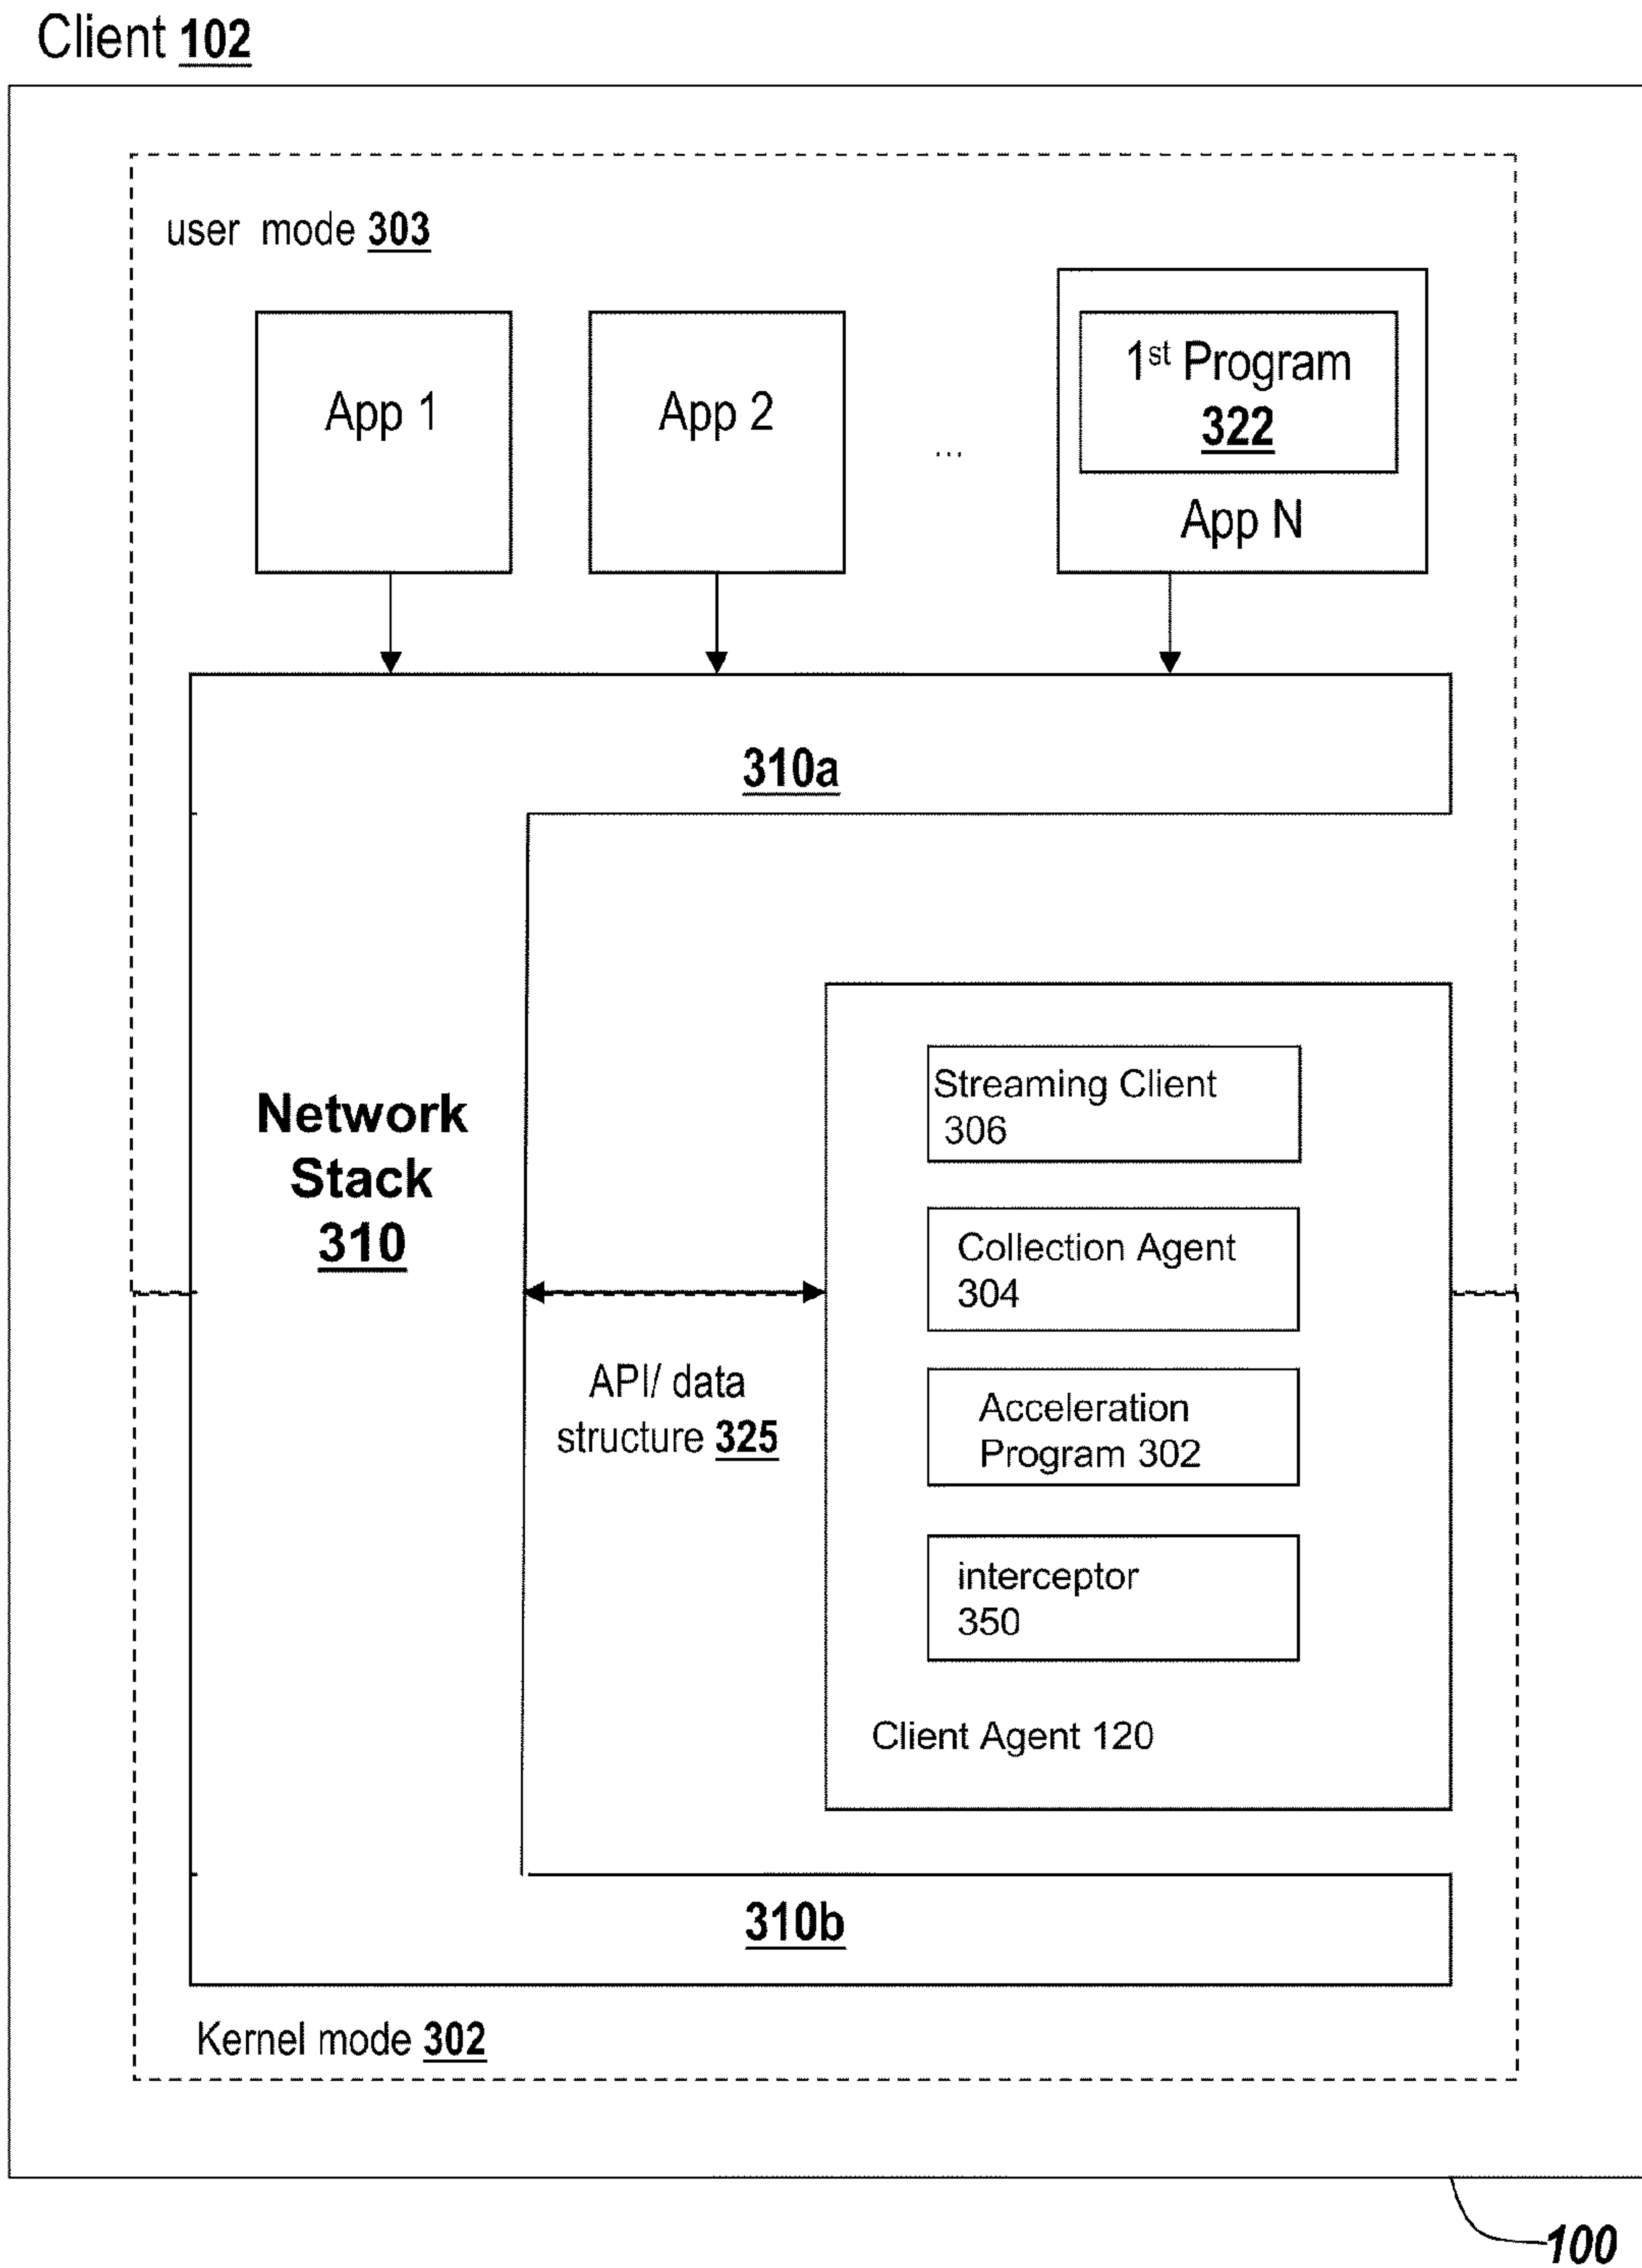 Client 102
user mode 303
App 1
App 2
...
1st Program
322
App N
310a
Network
Stack
310
Streaming Client
306
Collection Agent
304
API/ data
structure 325
Acceleration
Program 302
interceptor
350
Client Agent 120
310b
Kernel mode 302
100